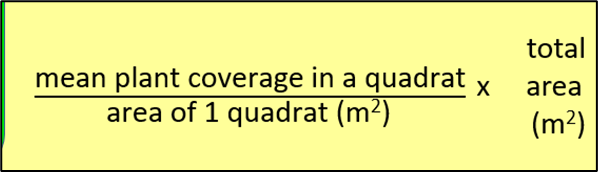 mean plant coverage in a quadrat
area of 1 quadrat (m²)
x
total
area
(m²)